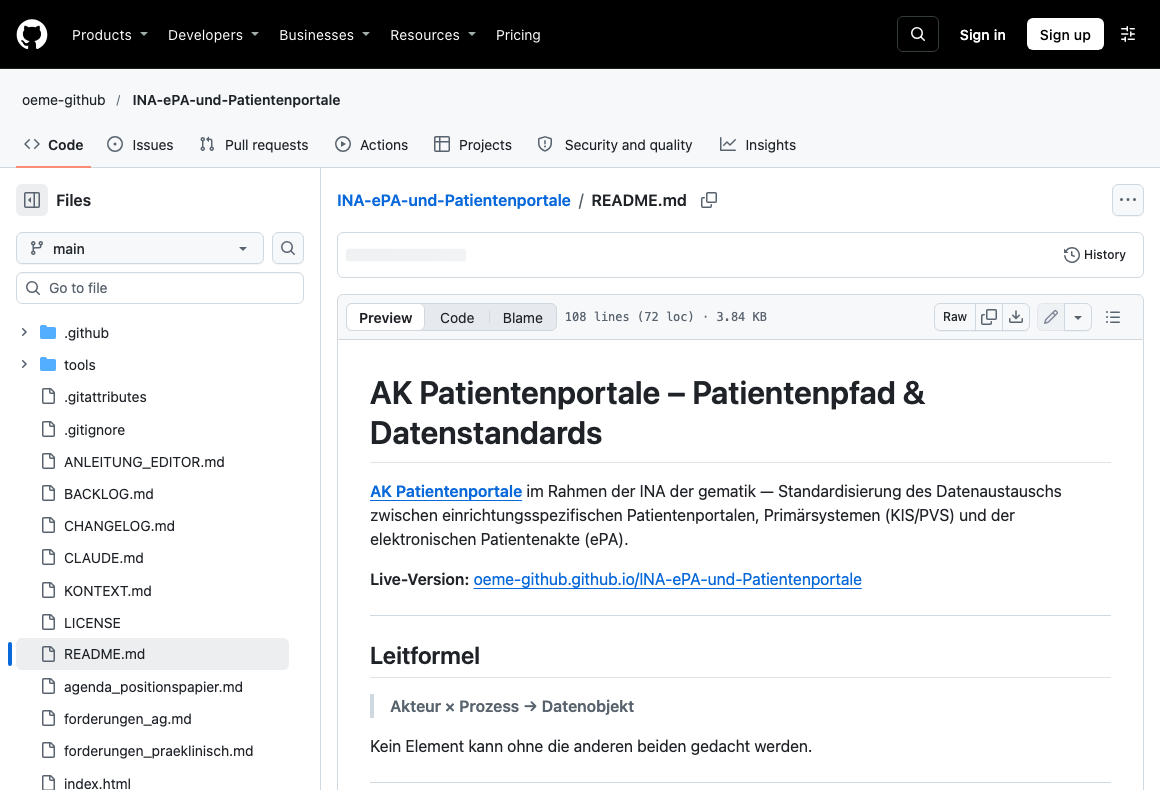 Products Developers Businesses Resources Pricing Sign in Sign up
oeme-github / INA-ePA-und-Patientenportale
Code Issues Pull requests Actions Projects Security and quality Insights
Files
main
Go to file
.github
tools
.gitattributes
.gitignore
ANLEITUNG_EDITOR.md
BACKLOG.md
CHANGELOG.md
CLAUDE.md
KONTEXT.md
LICENSE
README.md
agenda_positionspapier.md
forderungen_ag.md
forderungen_praeklinisch.md
index.html
INA-ePA-und-Patientenportale / README.md
History
Preview Code Blame 108 lines (72 loc) · 3.84 KB Raw
AK Patientenportale – Patientenpfad &
Datenstandards
AK Patientenportale im Rahmen der INA der gematik — Standardisierung des Datenaustauschs
zwischen einrichtungsspezifischen Patientenportalen, Primärsystemen (KIS/PVS) und der
elektronischen Patientenakte (ePA).
Live-Version: oeme-github.github.io/INA-ePA-und-Patientenportale
Leitformel
Akteur × Prozess → Datenobjekt
Kein Element kann ohne die anderen beiden gedacht werden.